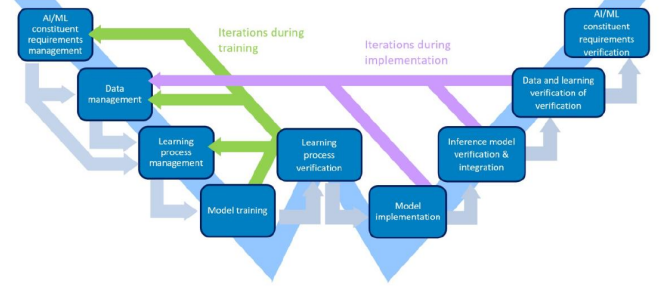 AI/ML
constituent
requirements
management
Iterations during
training
Iterations during
implementation
AI/ML
constituent
requirements
verification
Data
management
Data and learning
verification of
verification
Learning
process
management
Learning
process
verification
Inference model
verification &
integration
Model training
Model
implementation